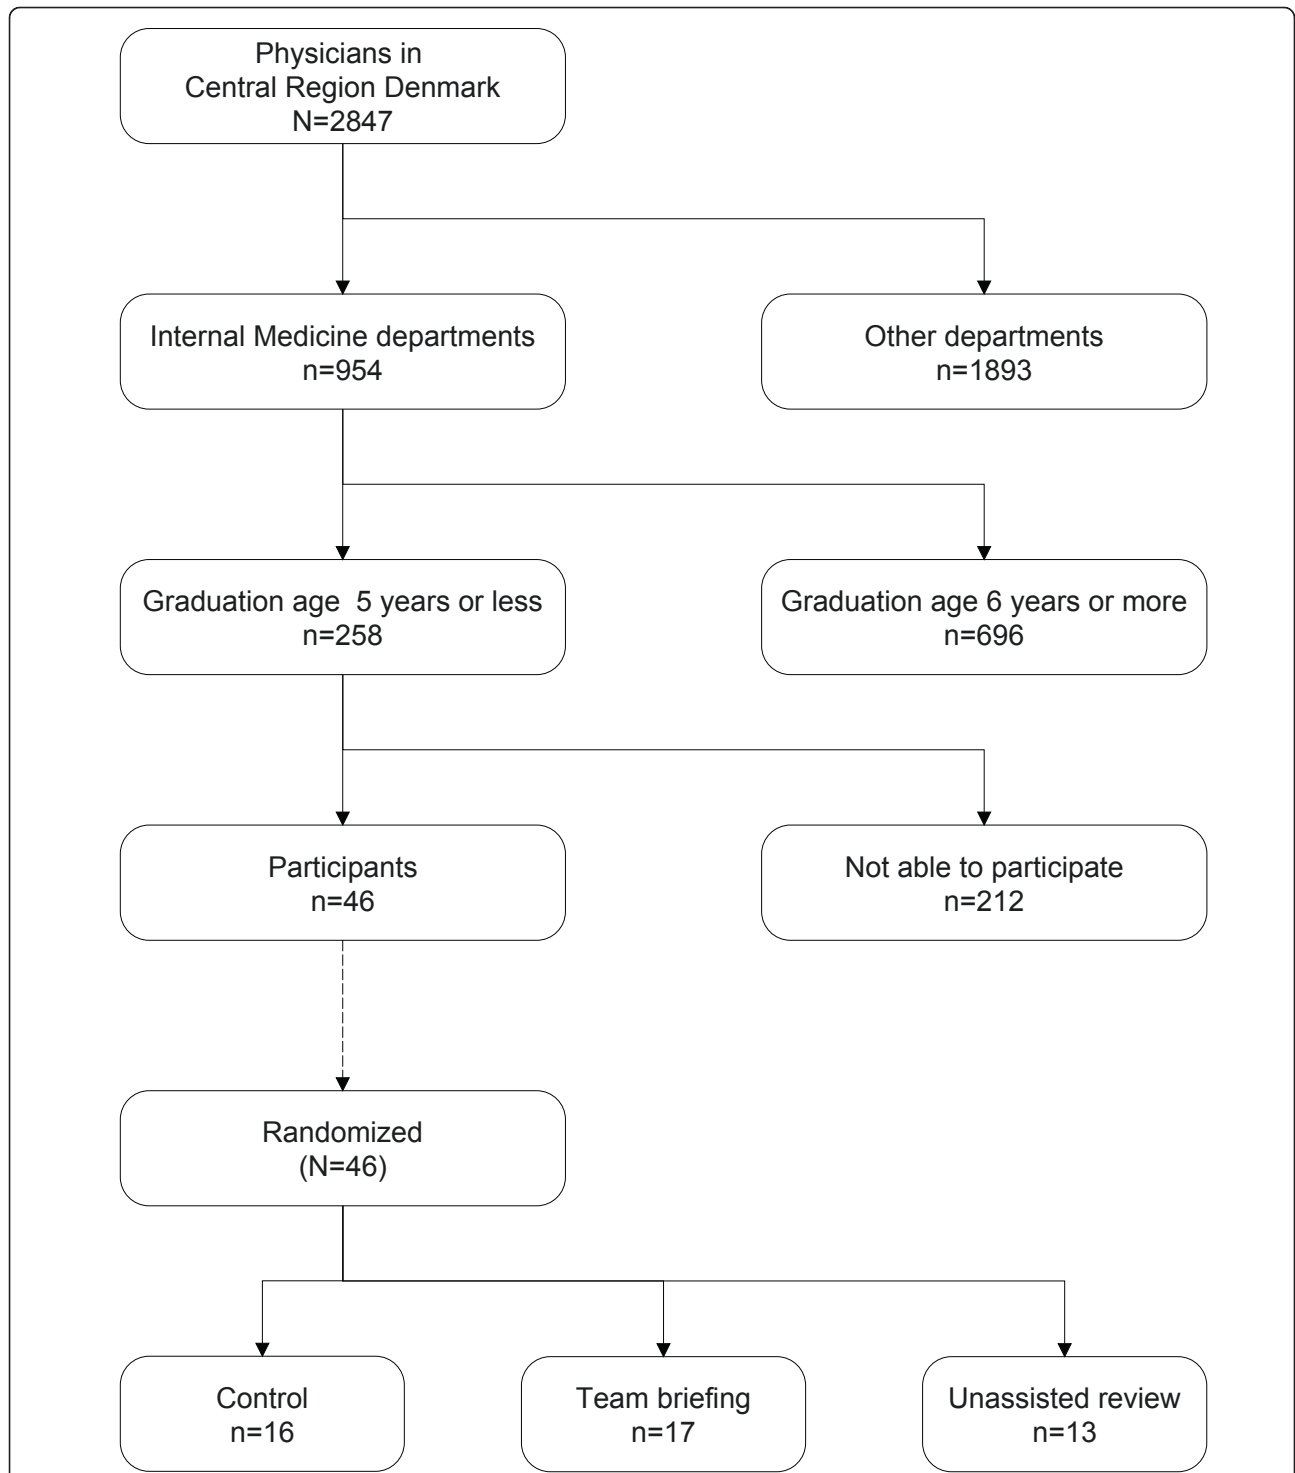 Physicians in
Central Region Denmark
N=2847
Internal Medicine departments
n=954
Other departments
n=1893
Graduation age 5 years or less
n=258
Graduation age 6 years or more
n=696
Participants
n=46
Not able to participate
n=212
Randomized
(N=46)
Control
n=16
Team briefing
n=17
Unassisted review
n=13